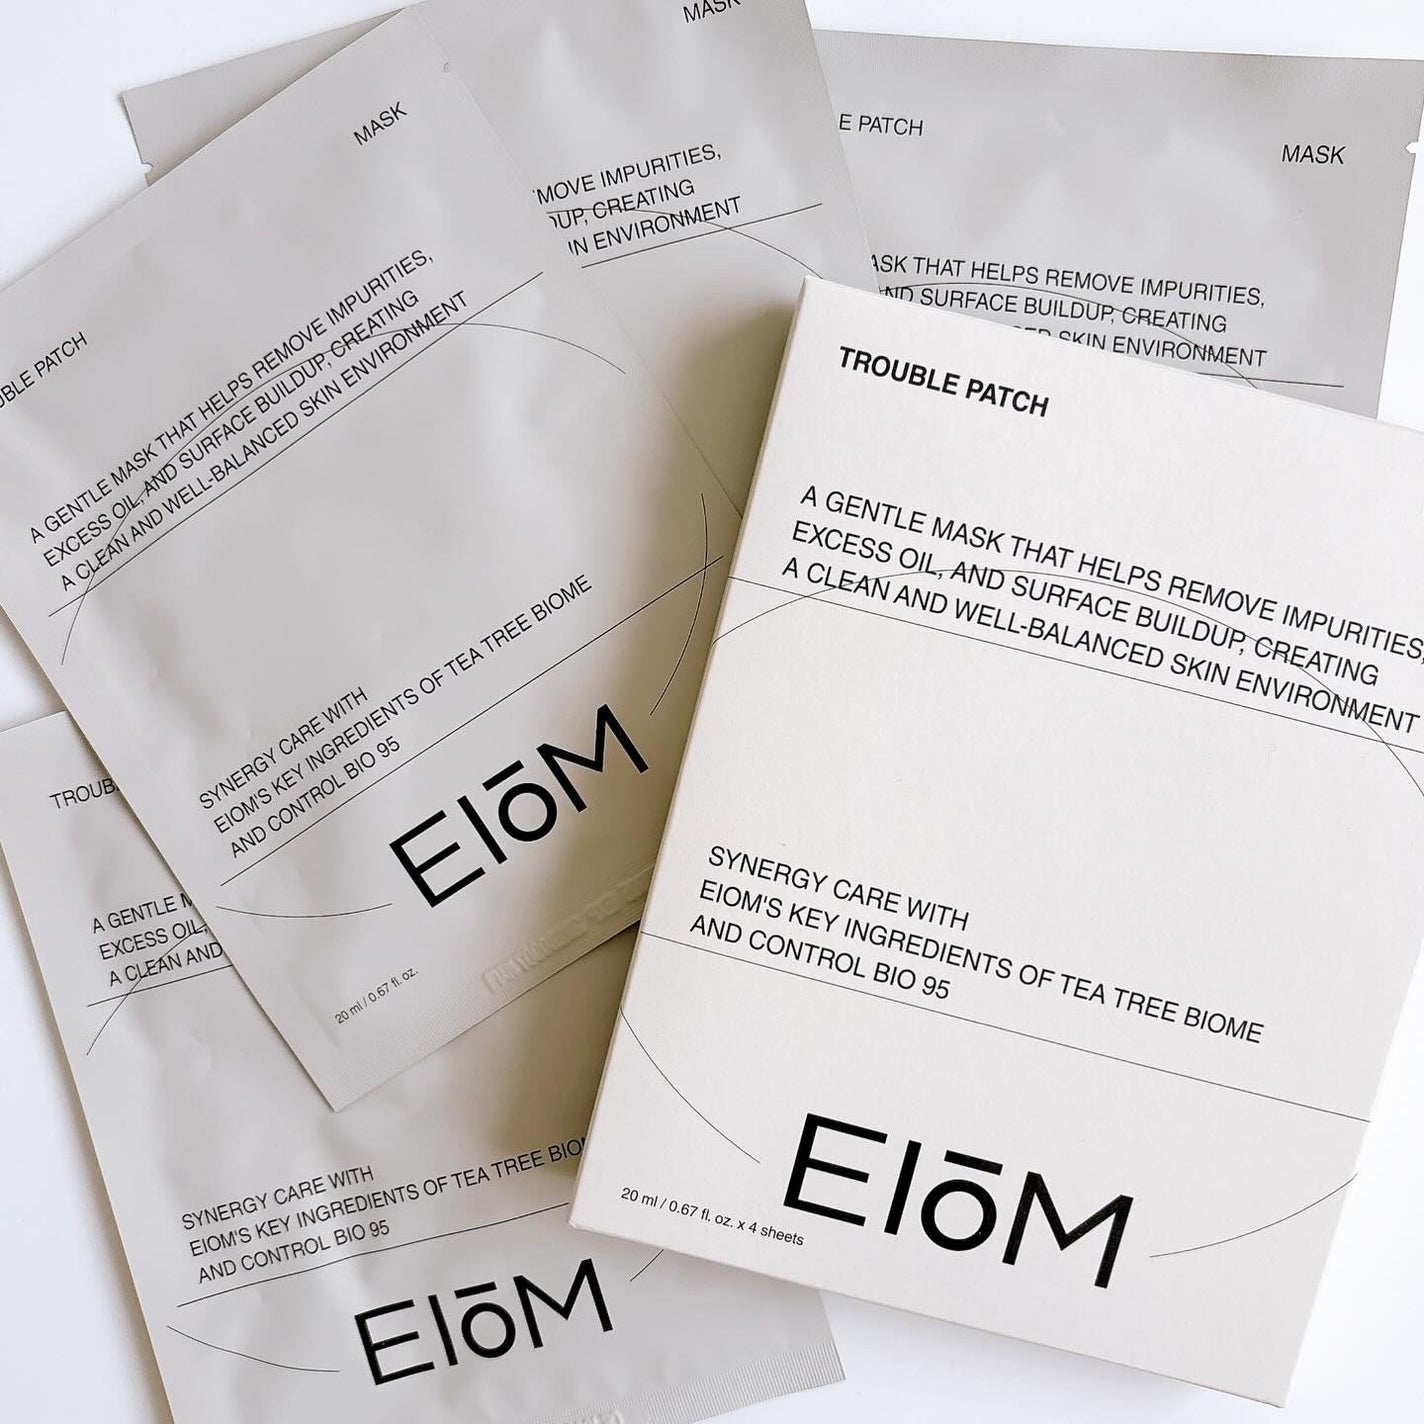 MASK
UBLE PATCH
A GENTLE MASK THAT HELPS REMOVE IMPURITIES,
EXCESS OIL, AND SURFACE BUILDUP, CREATING
A CLEAN AND WELL-BALANCED SKIN ENVIRONMENT
SYNERGY CARE WITH
EIOM'S KEY INGREDIENTS OF TEA TREE BIOME
AND CONTROL BIO 95
EIōM
20 ml / 0.67 fl. oz.
MASK
MOVE IMPURITIES,
UP, CREATING
IN ENVIRONMENT
E PATCH
MASK
ASK THAT HELPS REMOVE IMPURITIES,
ND SURFACE BUILDUP, CREATING
CED SKIN ENVIRONMENT
TROUBLE PATCH
A GENTLE MASK THAT HELPS REMOVE IMPURITIES,
EXCESS OIL, AND SURFACE BUILDUP, CREATING
A CLEAN AND WELL-BALANCED SKIN ENVIRONMENT
SYNERGY CARE WITH
EIOM'S KEY INGREDIENTS OF TEA TREE BIOME
AND CONTROL BIO 95
EIōM
20 ml / 0.67 fl. oz. x 4 sheets
TROUB
A GENTLE M
EXCESS OIL,
A CLEAN AND
SYNERGY CARE WITH
EIOM'S KEY INGREDIENTS OF TEA TREE BIO
AND CONTROL BIO 95
EIōM